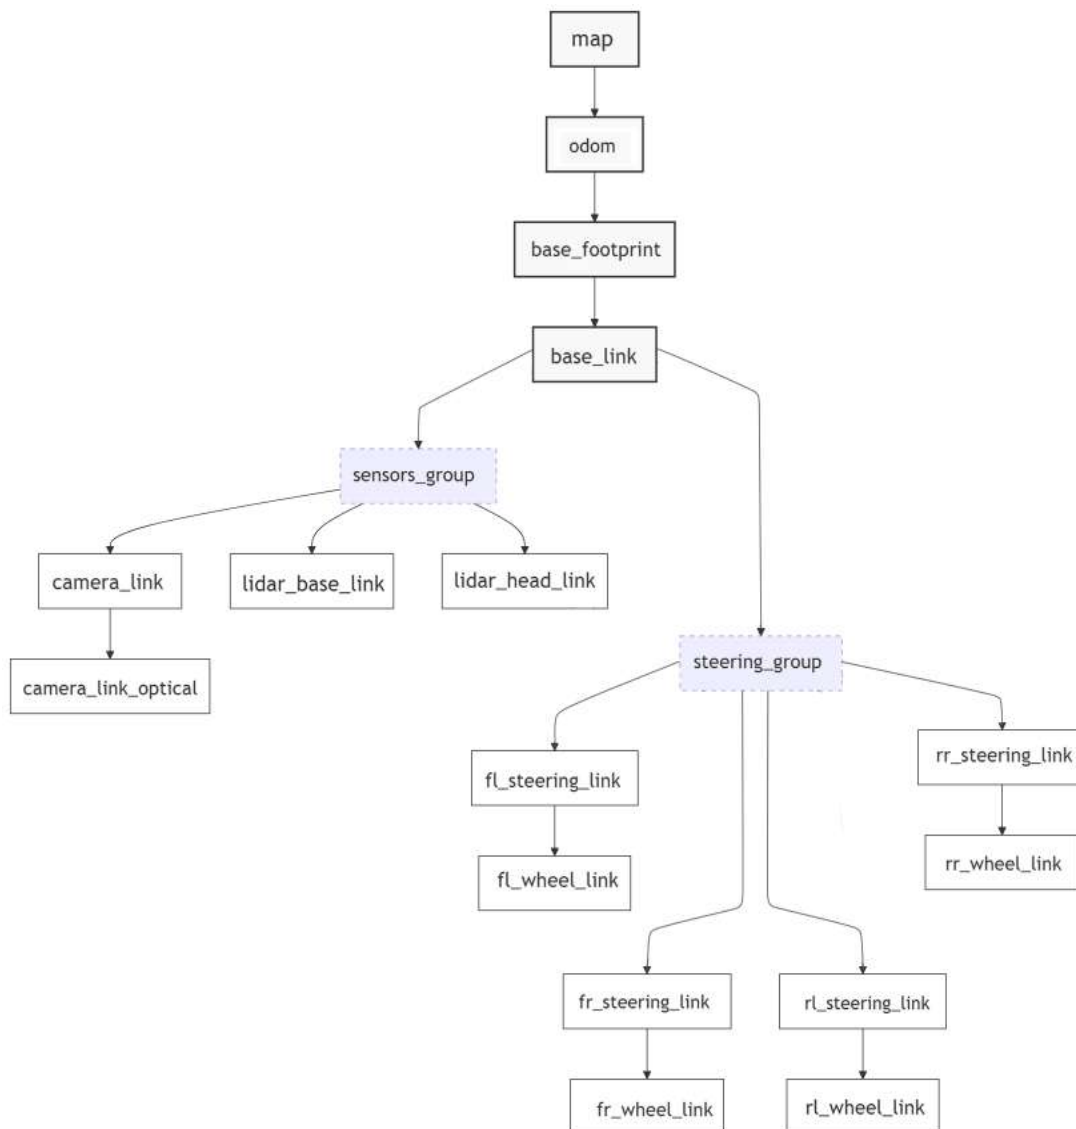 map
odom
base_footprint
base_link
sensors_group
camera_link
lidar_base_link
lidar_head_link
camera_link_optical
steering_group
fl_steering_link
rr_steering_link
fl_wheel_link
rr_wheel_link
fr_steering_link
rl_steering_link
fr_wheel_link
rl_wheel_link